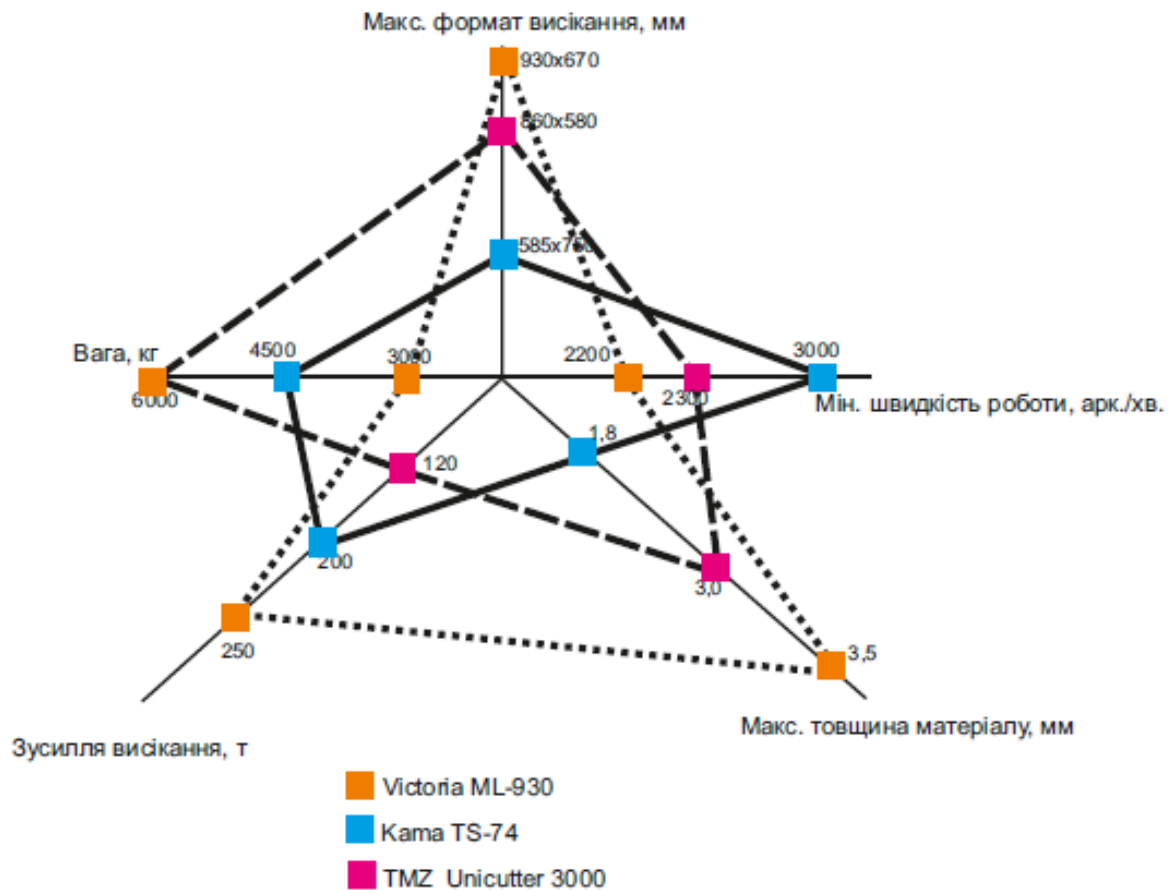 Макс. формат висікання, мм
930x670
860x580
585x750
Вага, кг
4500
3000
2200
3000
6000
2300
Мін. швидкість роботи, арк./хв.
1,8
120
200
3,0
250
3,5
Макс. товщина матеріалу, мм
Зусилля висікання, т
Victoria ML-930
Kama TS-74
TMZ Unicutter 3000